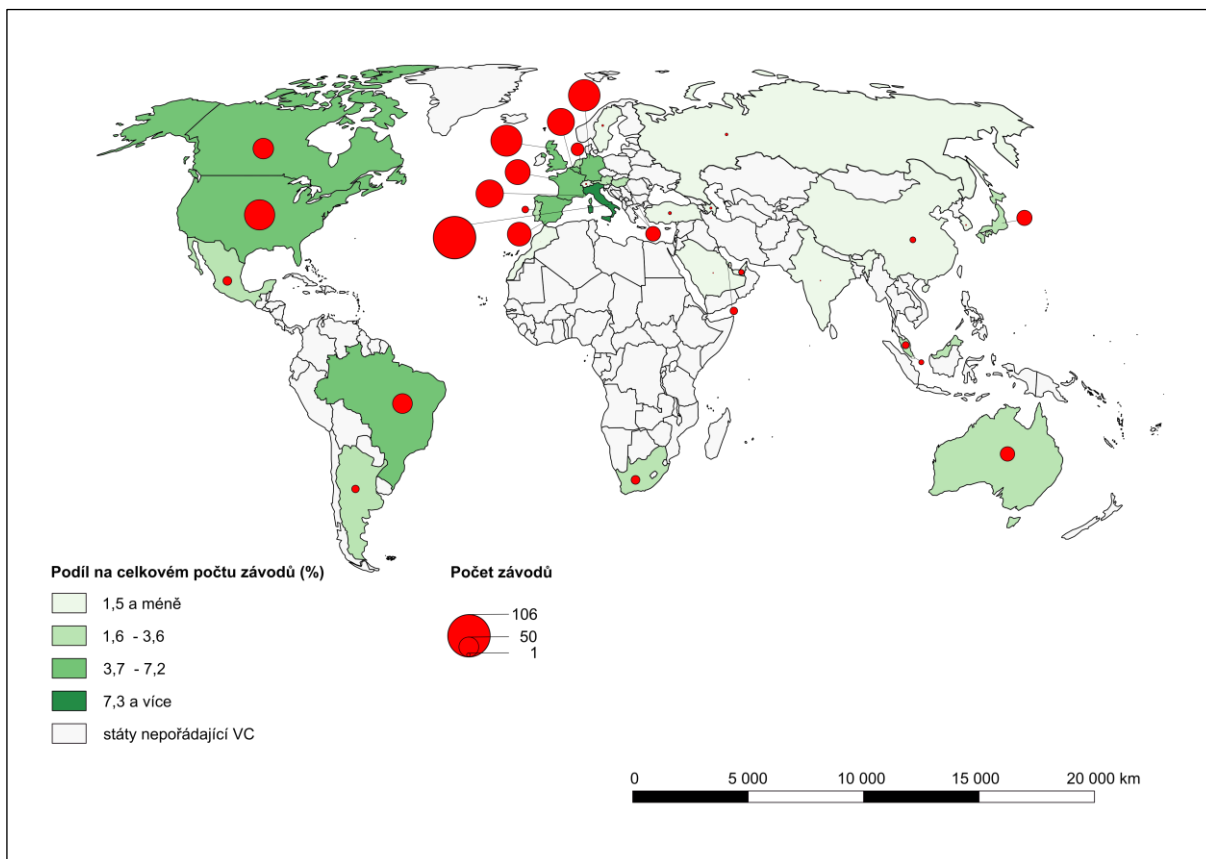 Podíl na celkovém počtu závodů (%)
1,5 a méně
1,6 - 3,6
3,7 - 7,2
7,3 a více
státy nepořádající VC
Počet závodů
106
50
1
0 5 000 10 000 15 000 20 000 km